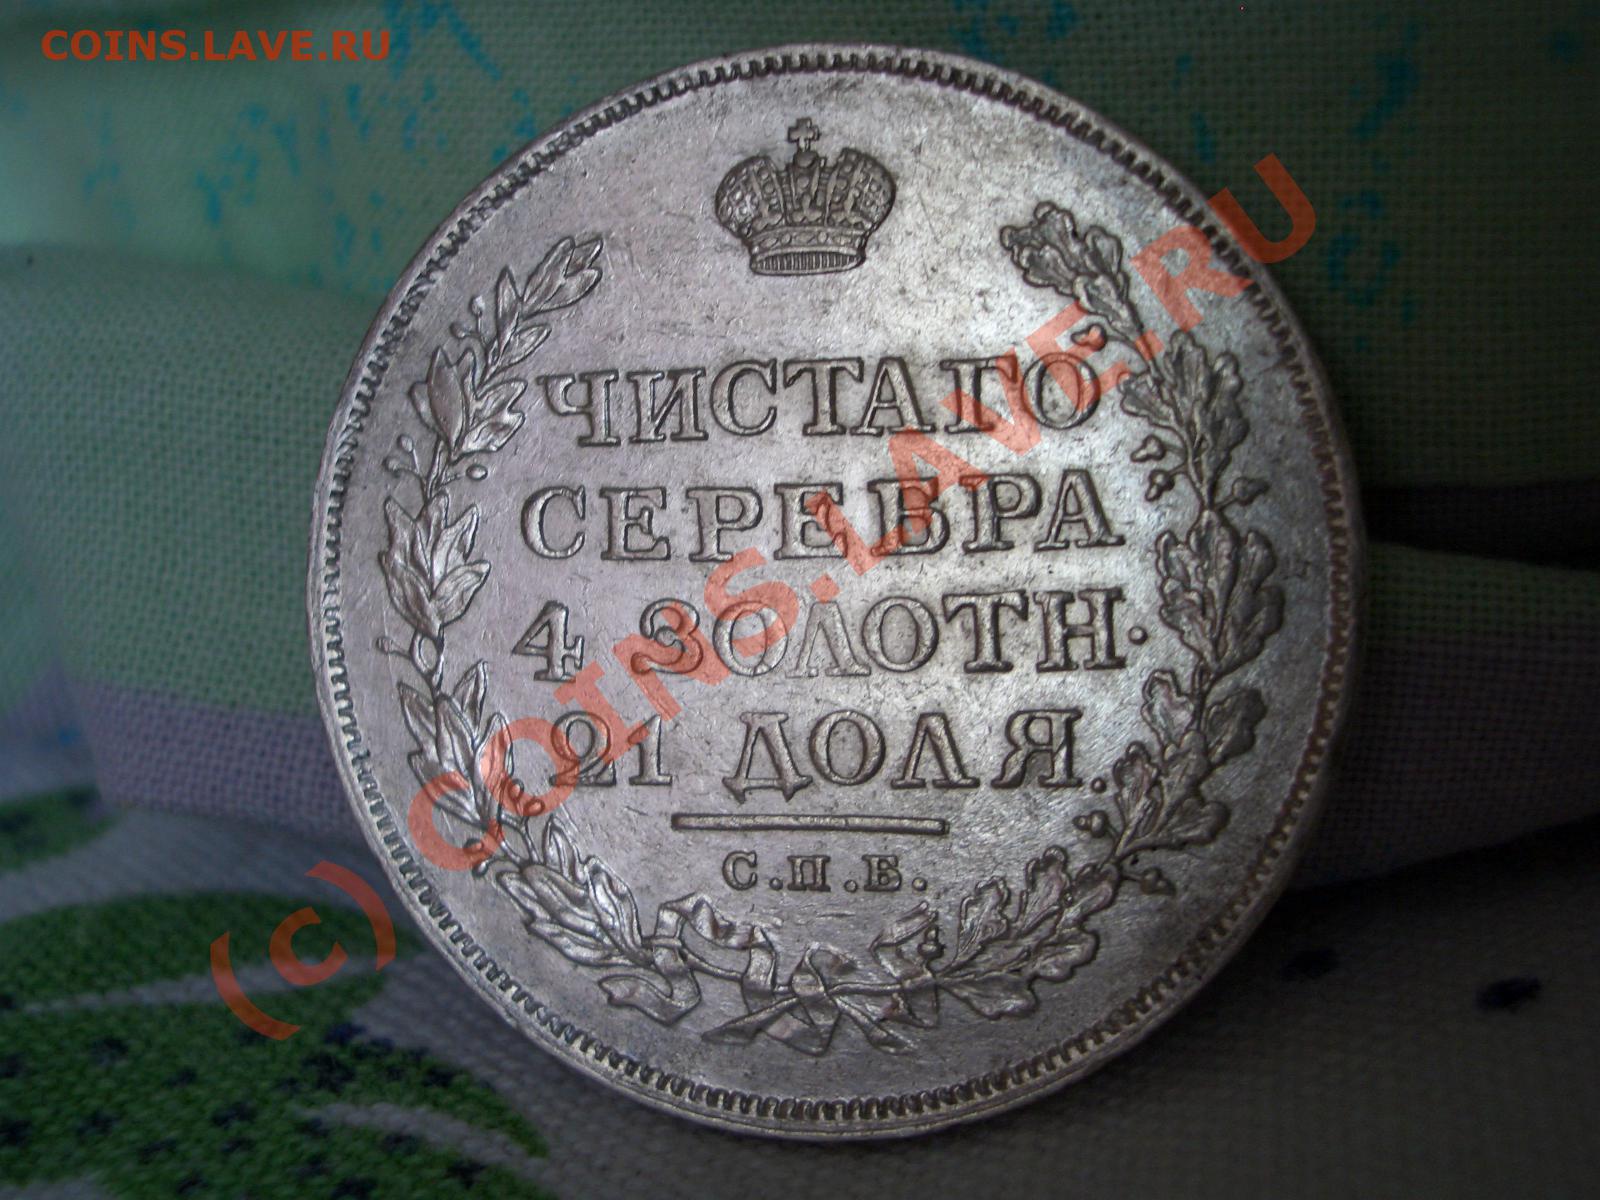 COINS.LAVE.RU
ЧИСТАГО
СЕРЕБРА
4 ЗОЛОТН.
21 ДОЛЯ.
С.П.Б.
(c) COINS.LAVE.RU